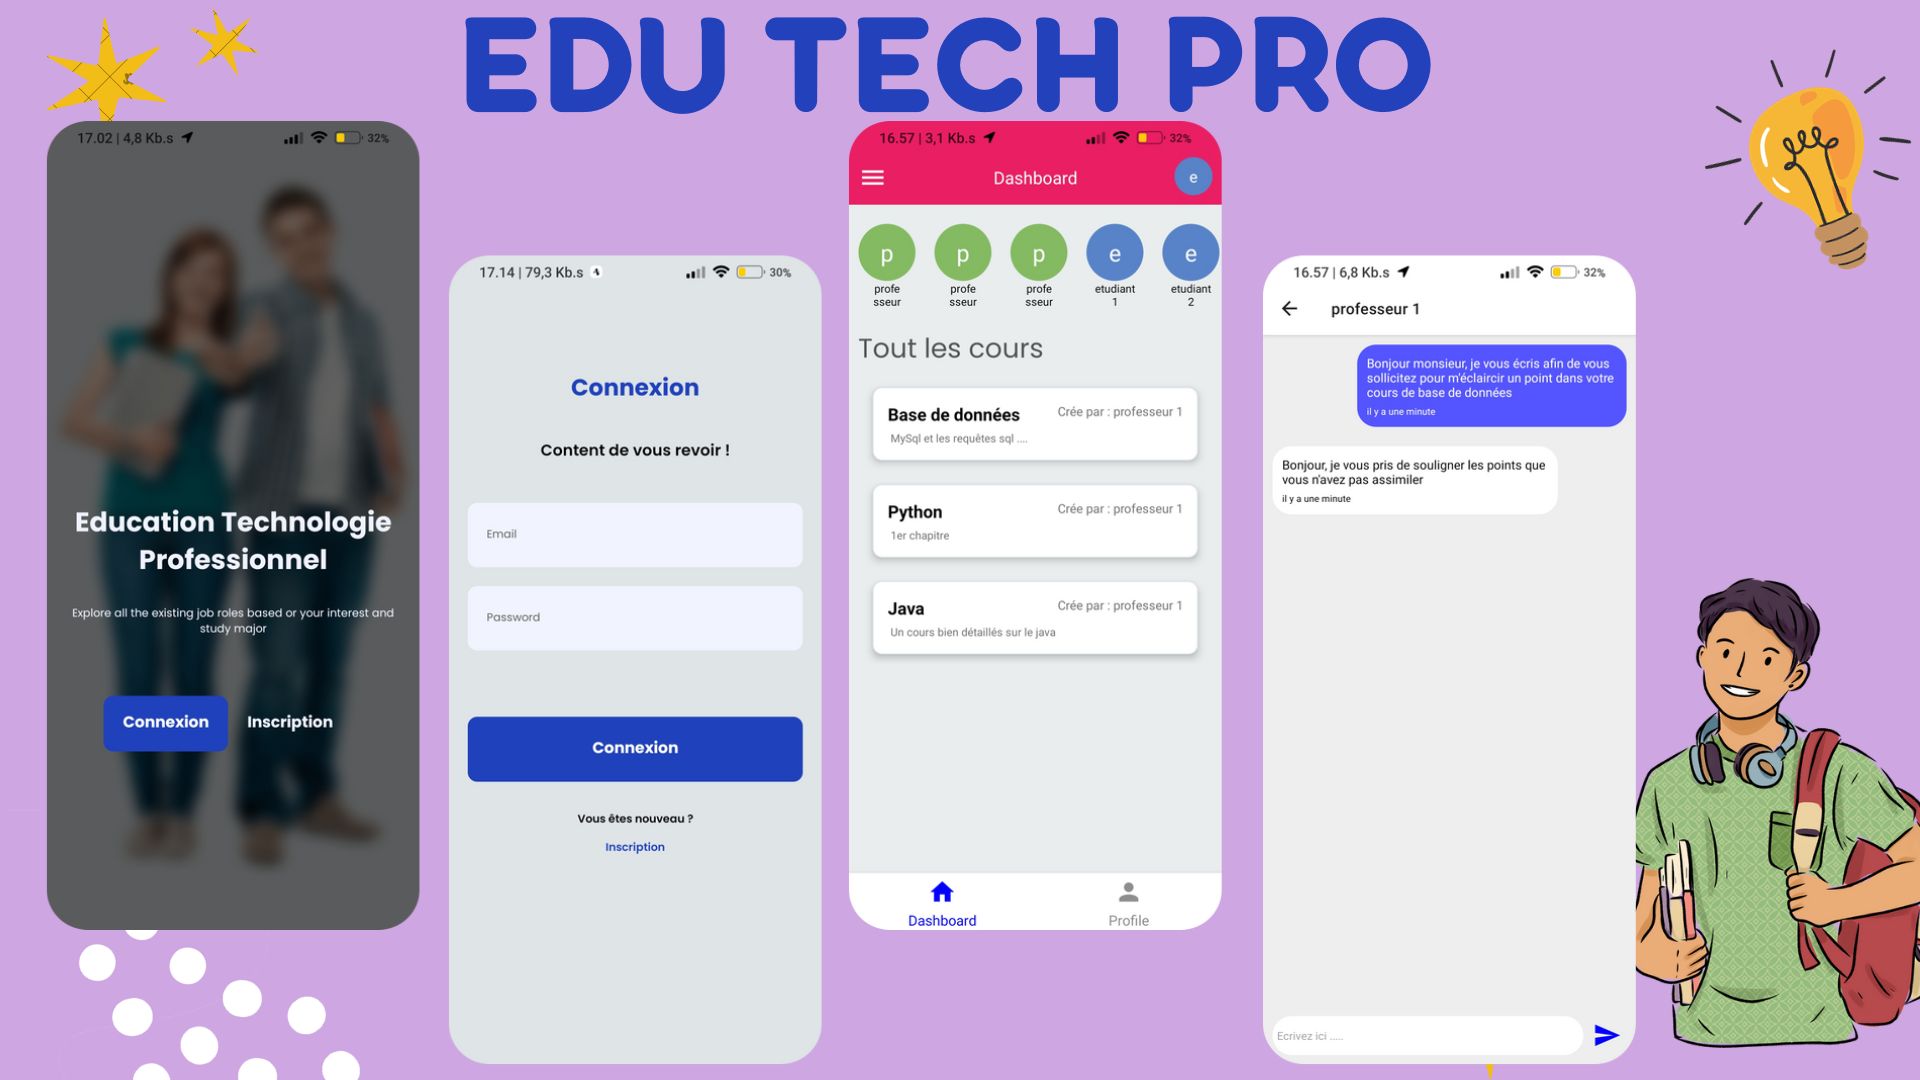 EDU TECH PRO
17.02 | 4,8 Kb.s
32%
Education Technologie
Professionnel
Explore all the existing job roles based or your interest and
study major
Connexion
Inscription
17.14 | 79,3 Kb.s
30%
Connexion
Content de vous revoir !
Email
Password
Connexion
Vous êtes nouveau ?
Inscription
16.57 | 3,1 Kb.s
32%
Dashboard
e
p
p
p
e
e
profe
sseur
profe
sseur
profe
sseur
etudiant
1
etudiant
2
Tout les cours
Base de données
Crée par : professeur 1
MySql et les requêtes sql ....
Python
Crée par : professeur 1
1er chapitre
Java
Crée par : professeur 1
Un cours bien détaillés sur le java
Dashboard
Profile
16.57 | 6,8 Kb.s
32%
professeur 1
Bonjour monsieur, je vous écris afin de vous
sollicitez pour m'éclaircir un point dans votre
cours de base de données
il y a une minute
Bonjour, je vous pris de souligner les points que
vous n'avez pas assimiler
il y a une minute
Ecrivez ici .....